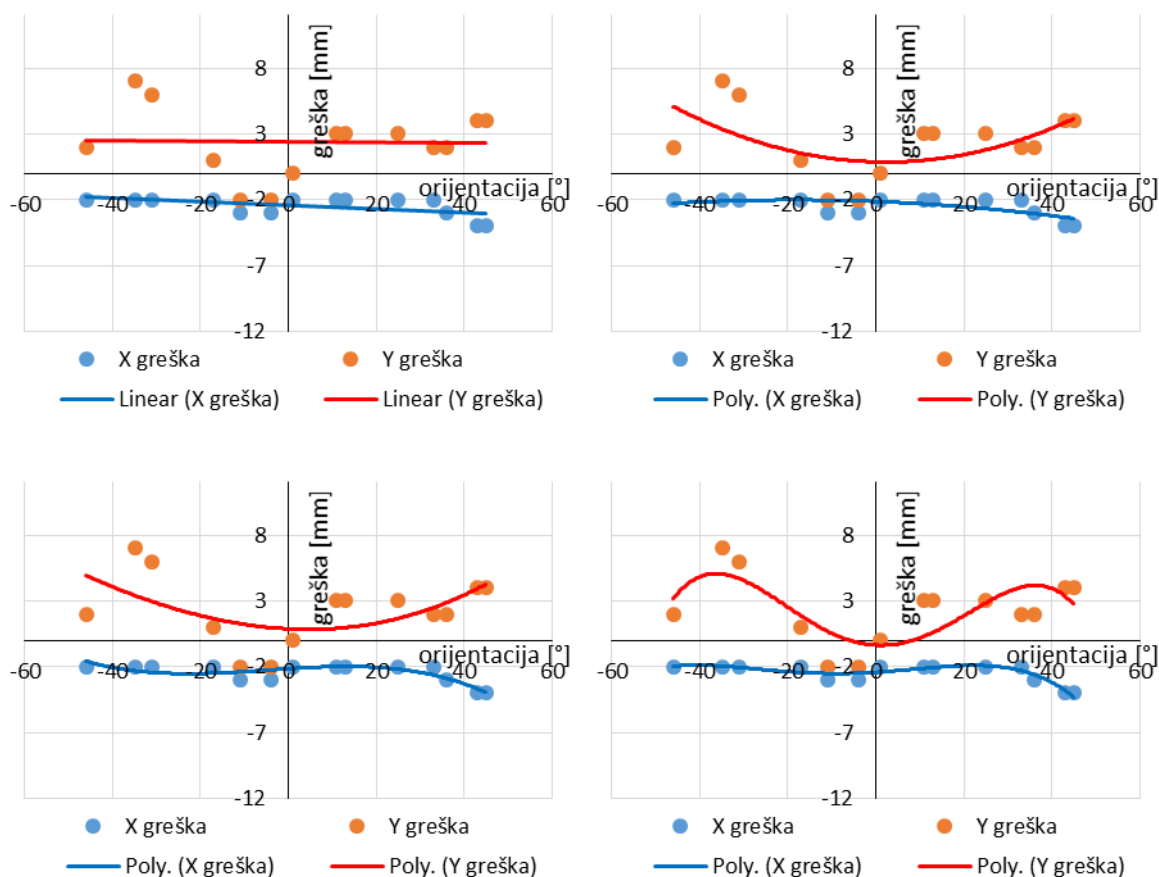 greška [mm]
8
3
orijentacija [°]
-60 -40 -20 -2 0 20 40 60
-7
-12
X greška Y greška
Linear (X greška) Linear (Y greška)
greška [mm]
8
3
orijentacija [°]
-60 -40 -20 -2 0 20 40 60
-7
-12
X greška Y greška
Poly. (X greška) Poly. (Y greška)
greška [mm]
8
3
orijentacija [°]
-60 -40 -20 -2 0 20 40 60
-7
-12
X greška Y greška
Poly. (X greška) Poly. (Y greška)
greška [mm]
8
3
orijentacija [°]
-60 -40 -20 -2 0 20 40 60
-7
-12
X greška Y greška
Poly. (X greška) Poly. (Y greška)